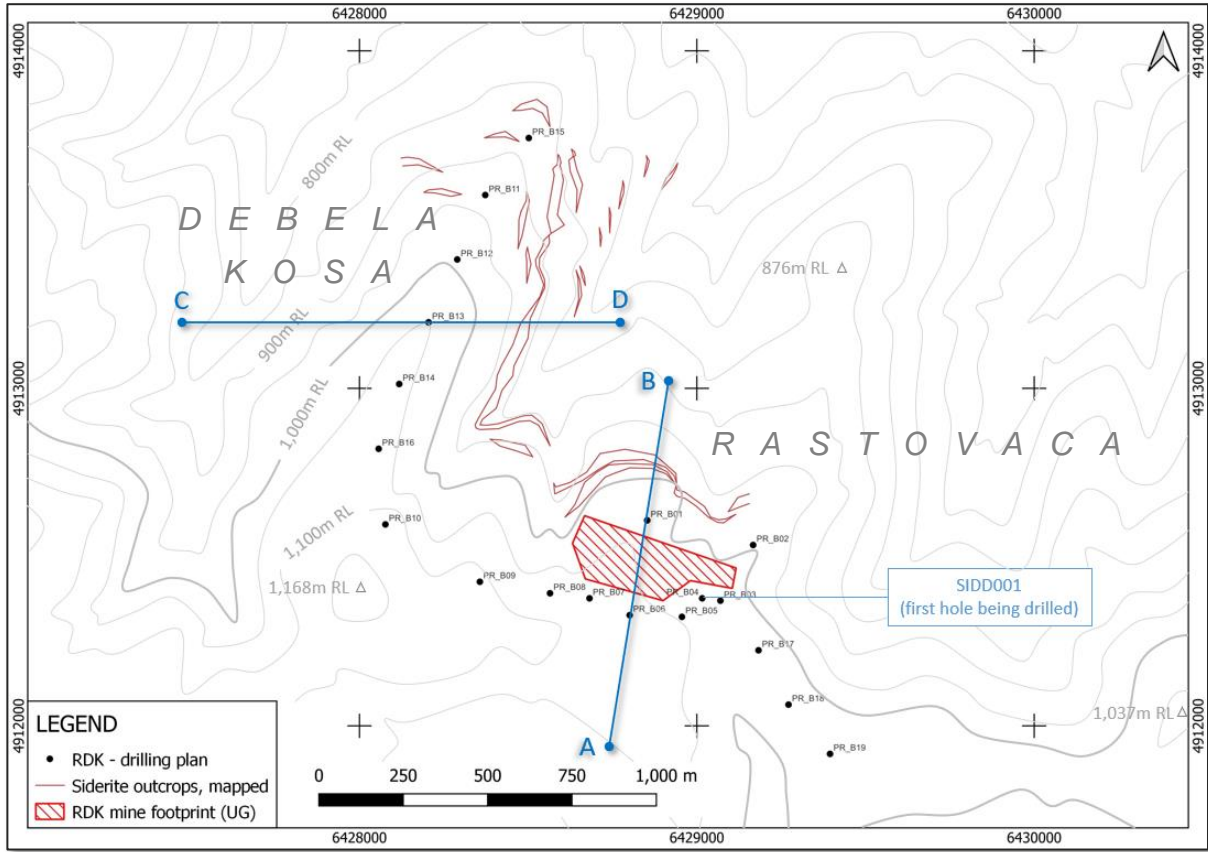 6428000
6429000
6430000
4914000
4914000
PR_B15
800m RL
PR_B11
D E B E L A
K O S A
PR_B12
876m RL
C
D
PR_B13
900m RL
B
4913000
4913000
PR_B14
1,000m RL
R A S T O V A C A
PR_B16
PR_B01
PR_B10
1,100m RL
PR_B02
1,168m RL
PR_B09
PR_B08
PR_B07
PR_B04
PR_B03
SIDD001
(first hole being drilled)
PR_B06
PR_B05
PR_B17
PR_B18
1,037m RL
4912000
4912000
A
PR_B19
LEGEND
RDK - drilling plan
Siderite outcrops, mapped
RDK mine footprint (UG)
0 250 500 750 1,000 m
6428000
6429000
6430000